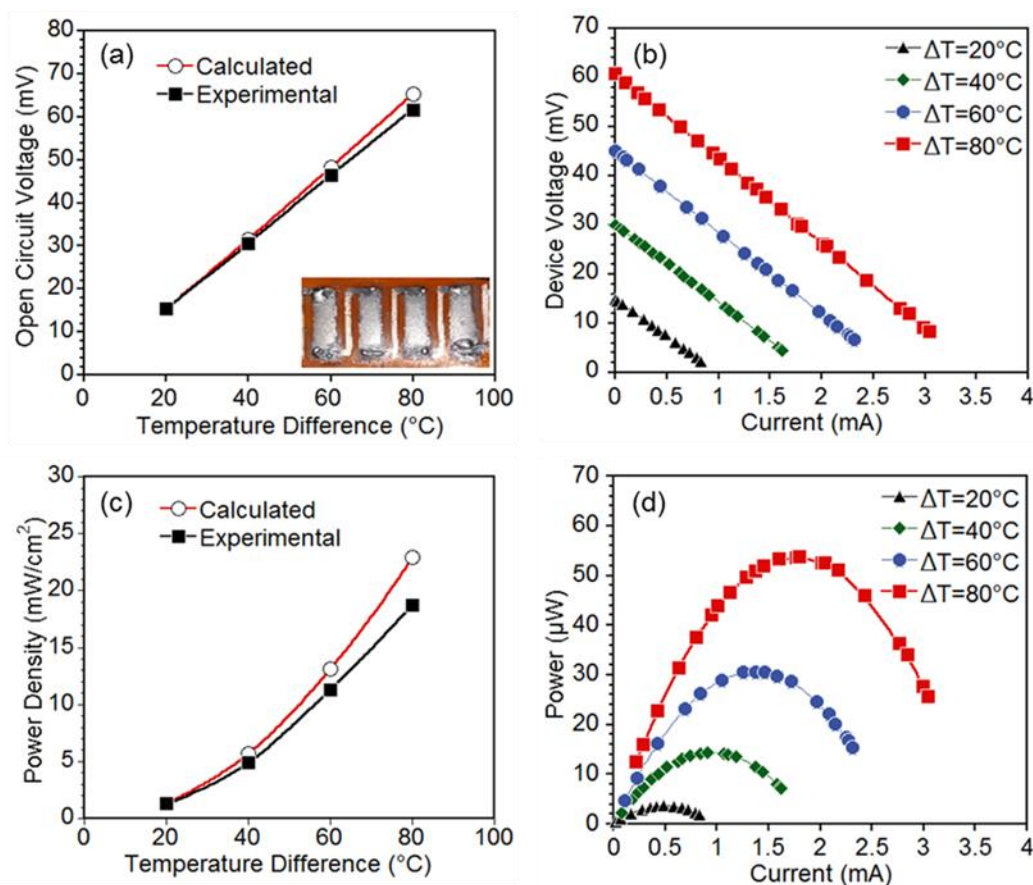 (a)
Calculated
Experimental
Open Circuit Voltage (mV)
80
70
60
50
40
30
20
10
0
0 20 40 60 80 100
Temperature Difference (°C)
(b)
ΔT=20°C
ΔT=40°C
ΔT=60°C
ΔT=80°C
Device Voltage (mV)
70
60
50
40
30
20
10
0
0 0.5 1 1.5 2 2.5 3 3.5 4
Current (mA)
(c)
Calculated
Experimental
Power Density (mW/cm²)
30
25
20
15
10
5
0
0 20 40 60 80 100
Temperature Difference (°C)
(d)
ΔT=20°C
ΔT=40°C
ΔT=60°C
ΔT=80°C
Power (μW)
70
60
50
40
30
20
10
0
0 0.5 1 1.5 2 2.5 3 3.5 4
Current (mA)